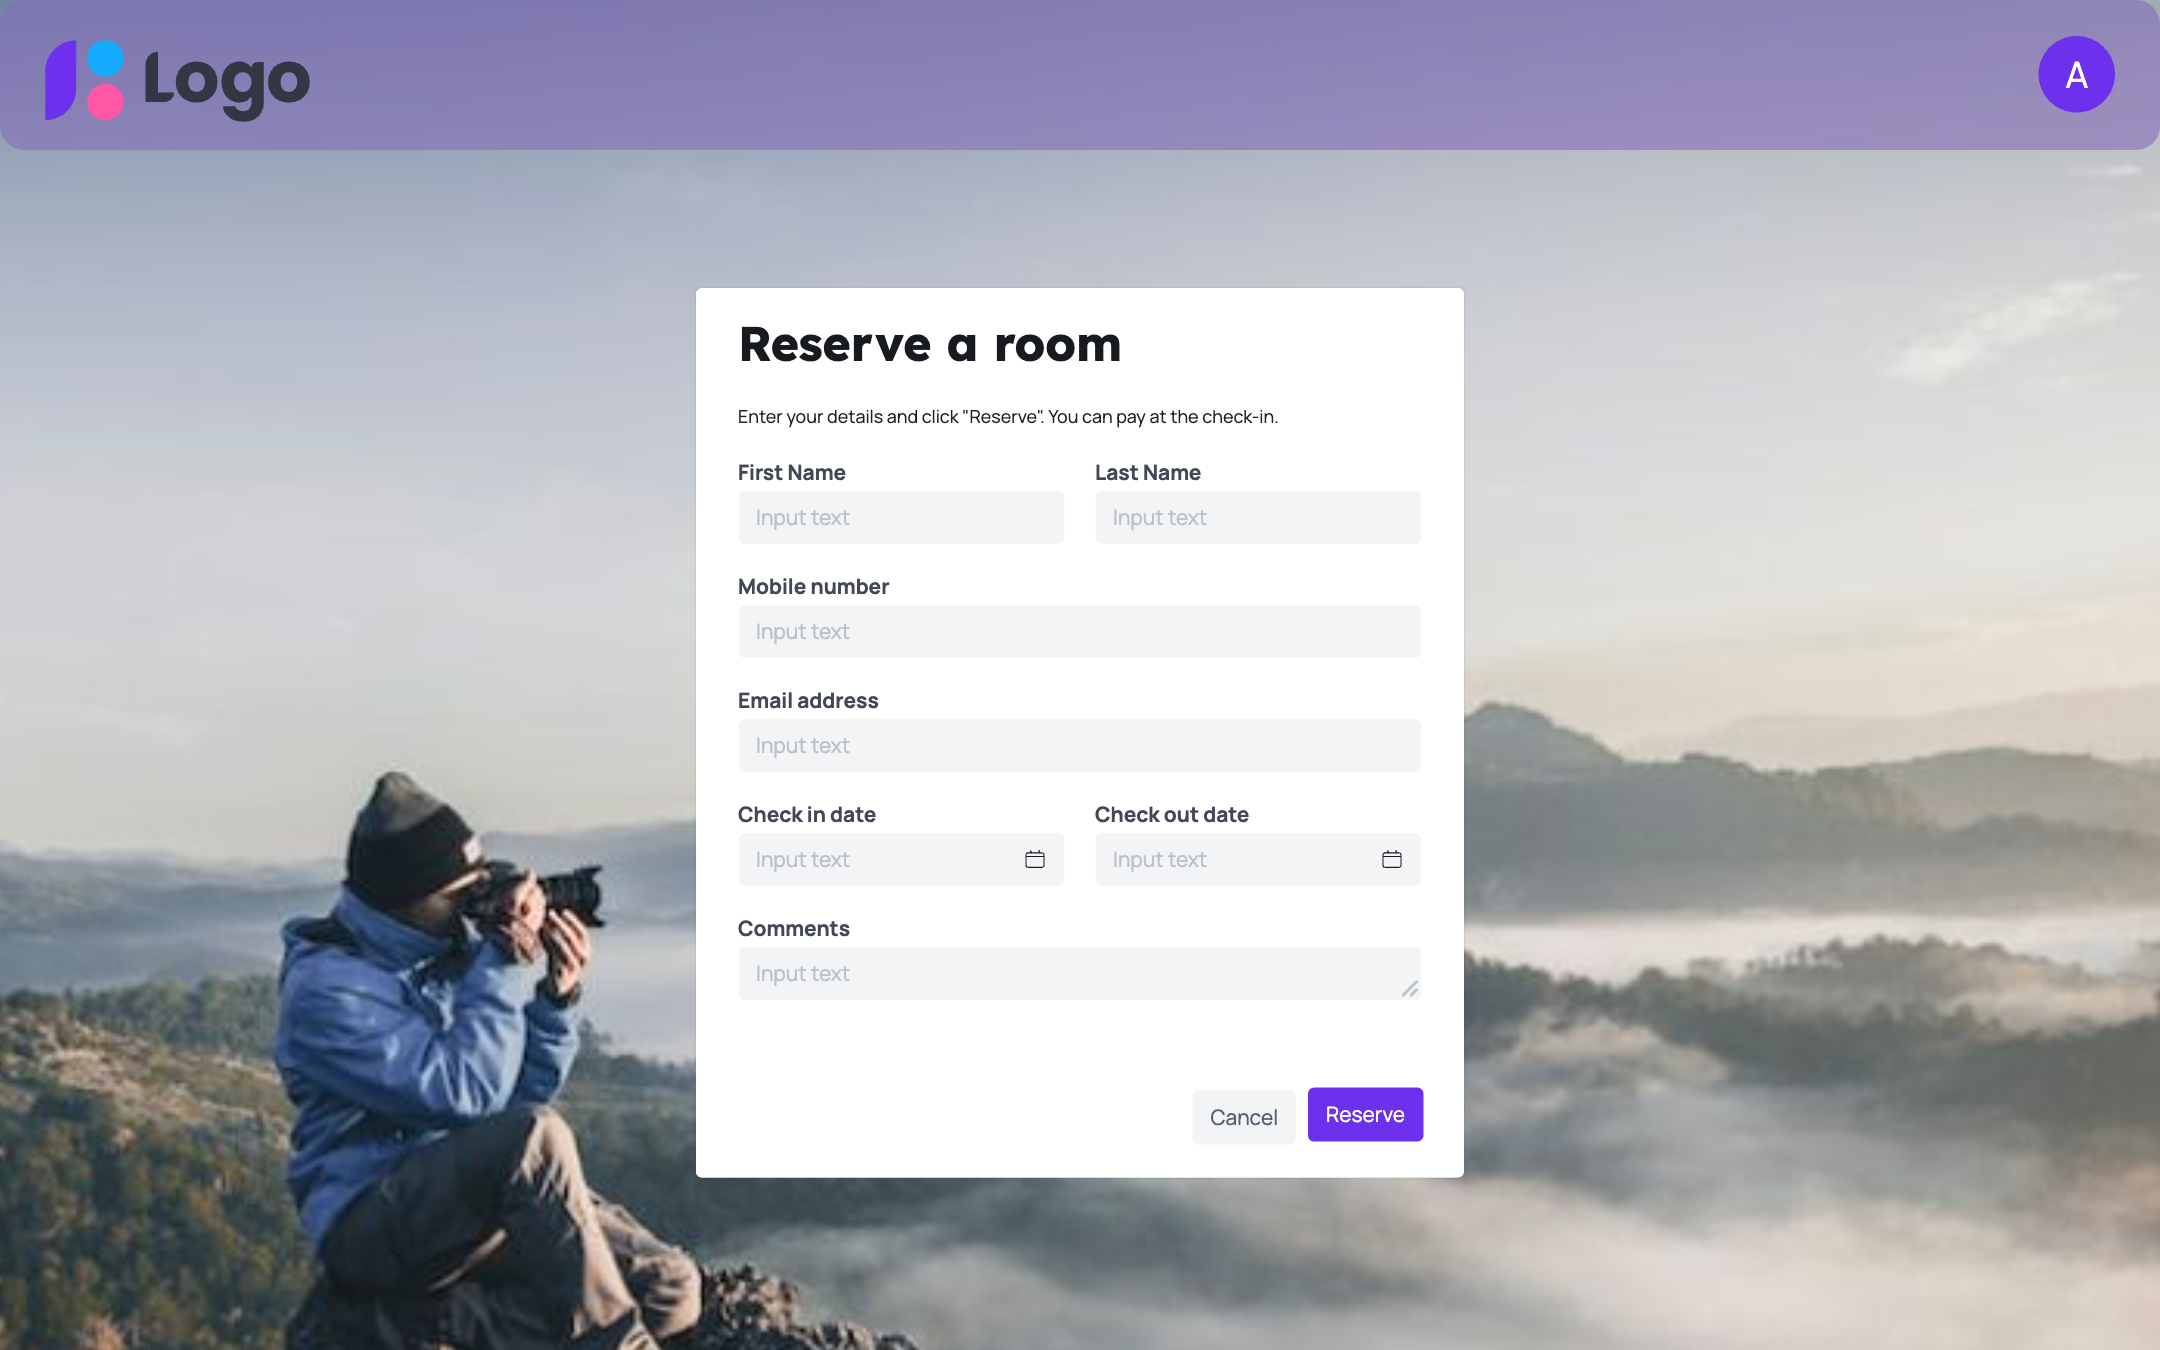 Logo
A
Reserve a room
Enter your details and click "Reserve". You can pay at the check-in.
First Name Last Name
Input text Input text
Mobile number
Input text
Email address
Input text
Check in date Check out date
Input text Input text
Comments
Input text
Cancel Reserve